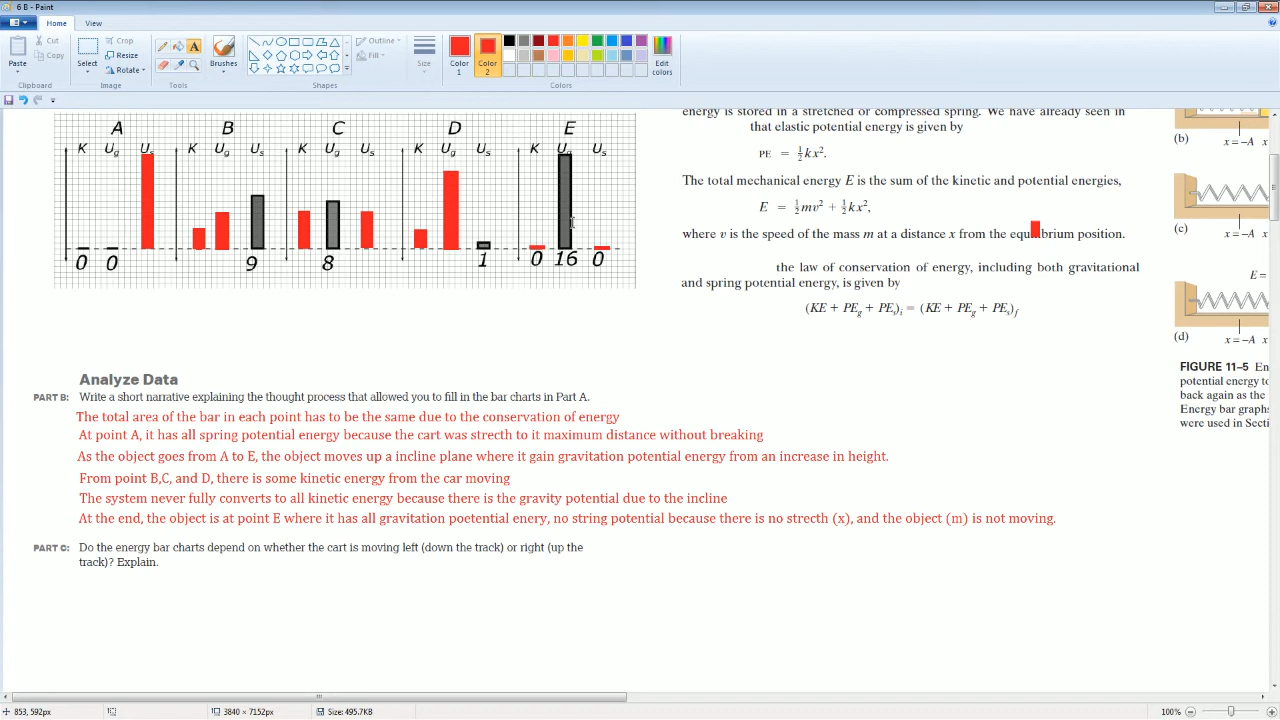 6 B - Paint
Home View
Cut
Copy
Paste
Clipboard
Crop
Resize
Rotate
Select
Image
A
Tools
Brushes
Outline
Fill
Shapes
Size
Color 1
Color 2
Edit colors
Colors
A B C D E
K Ug Us K Ug Us K Ug Us K Ug Us K Ug Us
0 0 9 8 1 0 16 0
energy is stored in a stretched or compressed spring. We have already seen in
that elastic potential energy is given by
PE = ½kx².
The total mechanical energy E is the sum of the kinetic and potential energies,
E = ½mv² + ½kx²,
where v is the speed of the mass m at a distance x from the equ brium position.
the law of conservation of energy, including both gravitational
and spring potential energy, is given by
(KE + PEg + PEs)i = (KE + PEg + PEs)f
(b)
x = –A x
(c)
x = –A x
E =
(d)
x = –A x
FIGURE 11–5 En
potential energy to
back again as the
Energy bar graphs
were used in Secti
Analyze Data
PART B: Write a short narrative explaining the thought process that allowed you to fill in the bar charts in Part A.
The total area of the bar in each point has to be the same due to the conservation of energy
At point A, it has all spring potential energy because the cart was strecth to it maximum distance without breaking
As the object goes from A to E, the object moves up a incline plane where it gain gravitation potential energy from an increase in height.
From point B,C, and D, there is some kinetic energy from the car moving
The system never fully converts to all kinetic energy because there is the gravity potential due to the incline
At the end, the object is at point E where it has all gravitation poetential enery, no string potential because there is no strecth (x), and the object (m) is not moving.
PART C: Do the energy bar charts depend on whether the cart is moving left (down the track) or right (up the
track)? Explain.
853, 592px
3840 × 7152px
Size: 495.7KB
100%